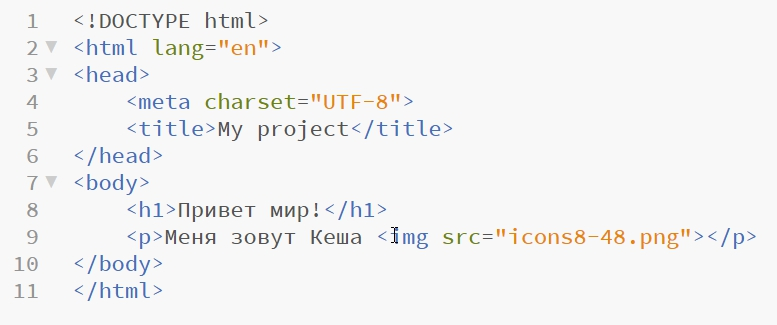 1 <!DOCTYPE html>
2 <html lang="en">
3 <head>
4     <meta charset="UTF-8">
5     <title>My project</title>
6 </head>
7 <body>
8     <h1>Привет мир!</h1>
9     <p>Меня зовут Кеша <img src="icons8-48.png"></p>
10 </body>
11 </html>